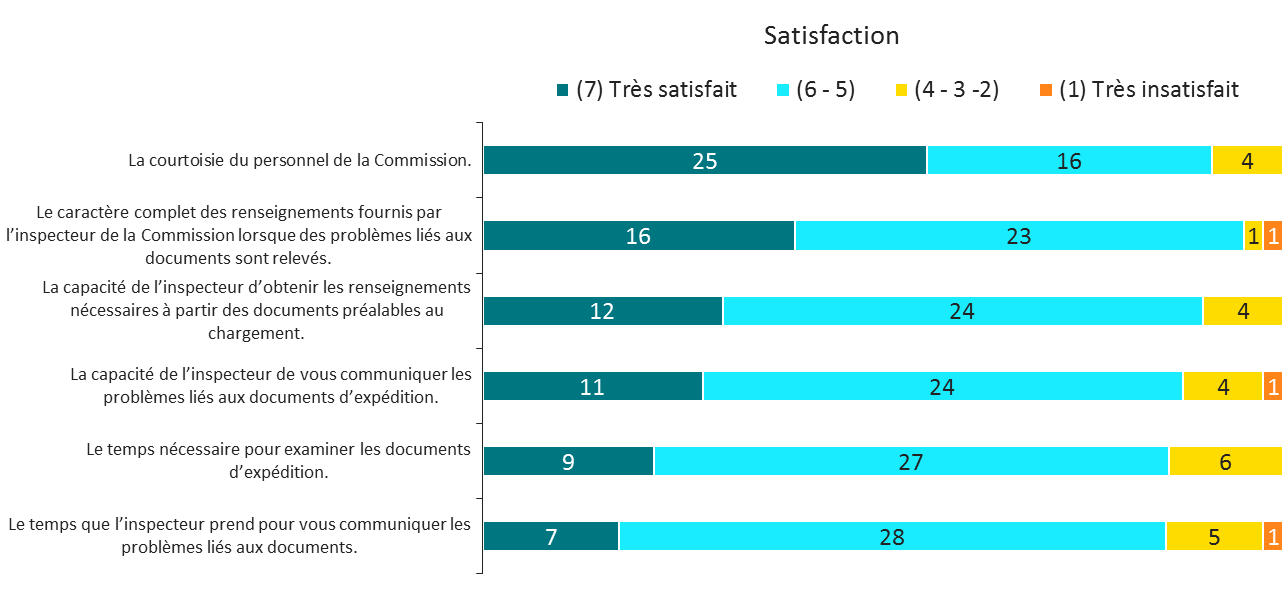 Satisfaction
(7) Très satisfait
(6 - 5)
(4 - 3 -2)
(1) Très insatisfait
La courtoisie du personnel de la Commission.
25
16
4
Le caractère complet des renseignements fournis par
l’inspecteur de la Commission lorsque des problèmes liés aux
documents sont relevés.
16
23
1
1
La capacité de l’inspecteur d’obtenir les renseignements
nécessaires à partir des documents préalables au
chargement.
12
24
4
La capacité de l’inspecteur de vous communiquer les
problèmes liés aux documents d’expédition.
11
24
4
1
Le temps nécessaire pour examiner les documents
d’expédition.
9
27
6
Le temps que l’inspecteur prend pour vous communiquer les
problèmes liés aux documents.
7
28
5
1